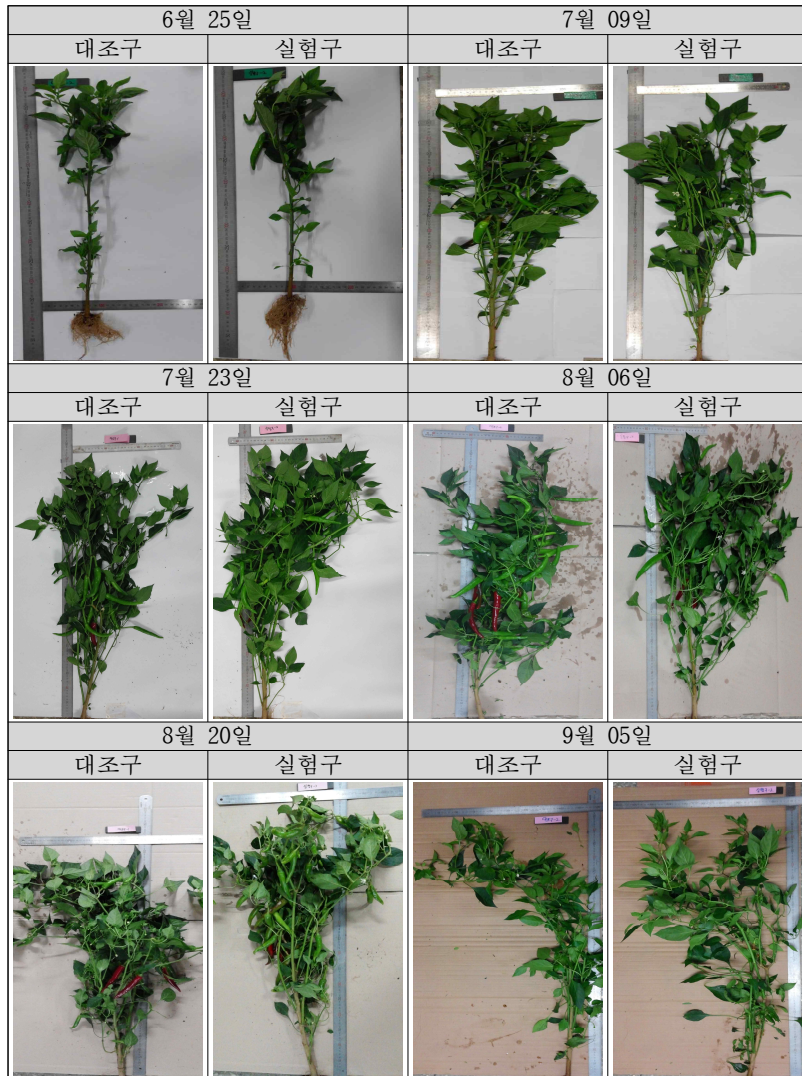 6월 25일
7월 09일
대조구
실험구
대조구
실험구
7월 23일
8월 06일
대조구
실험구
대조구
실험구
8월 20일
9월 05일
대조구
실험구
대조구
실험구